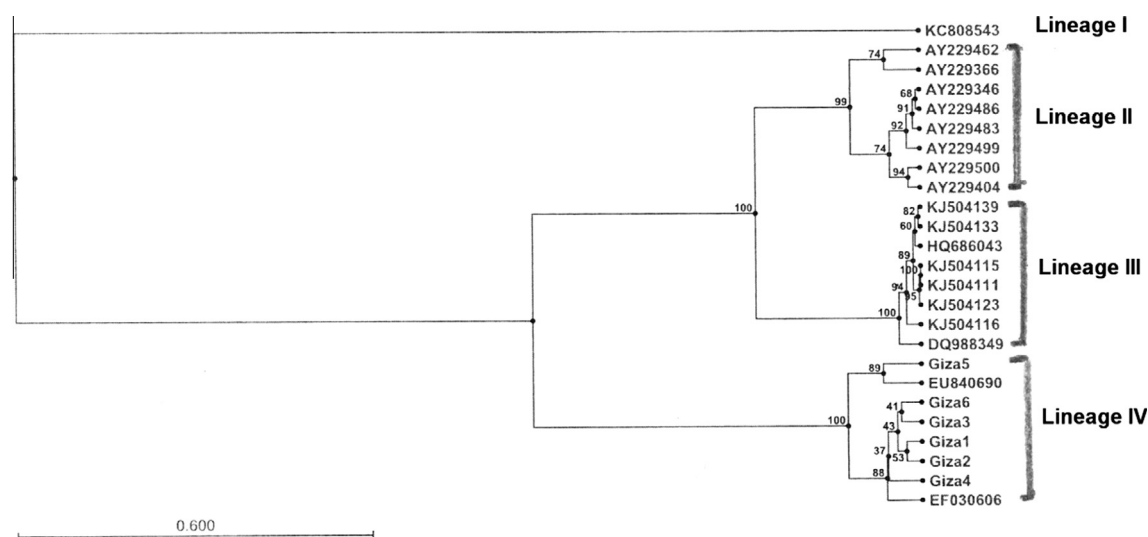 KC808543 Lineage I
AY229462
74
AY229366
AY229346
68
AY229486
99
91
Lineage II
AY229483
92
AY229499
74
AY229500
94
AY229404
KJ504139
82
100
KJ504133
60
HQ686043
89
KJ504115
100
Lineage III
KJ504111
94
95
KJ504123
100
KJ504116
DQ988349
Giza5
89
EU840690
Giza6
41
Giza3
100
43
Lineage IV
Giza1
37
53
Giza2
88
Giza4
EF030606
0.600